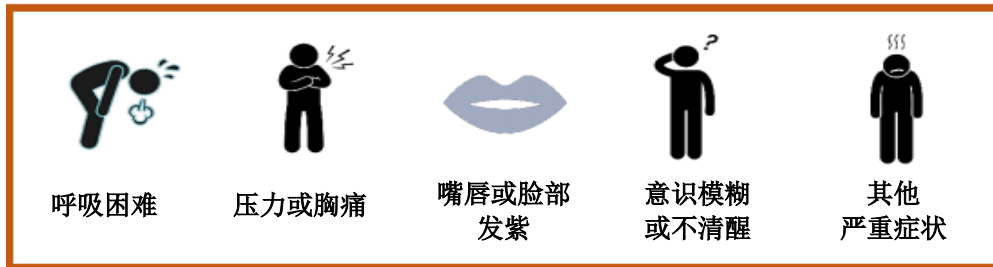 呼吸困难
压力或胸痛
嘴唇或脸部
发紫
意识模糊
或不清醒
其他
严重症状
?